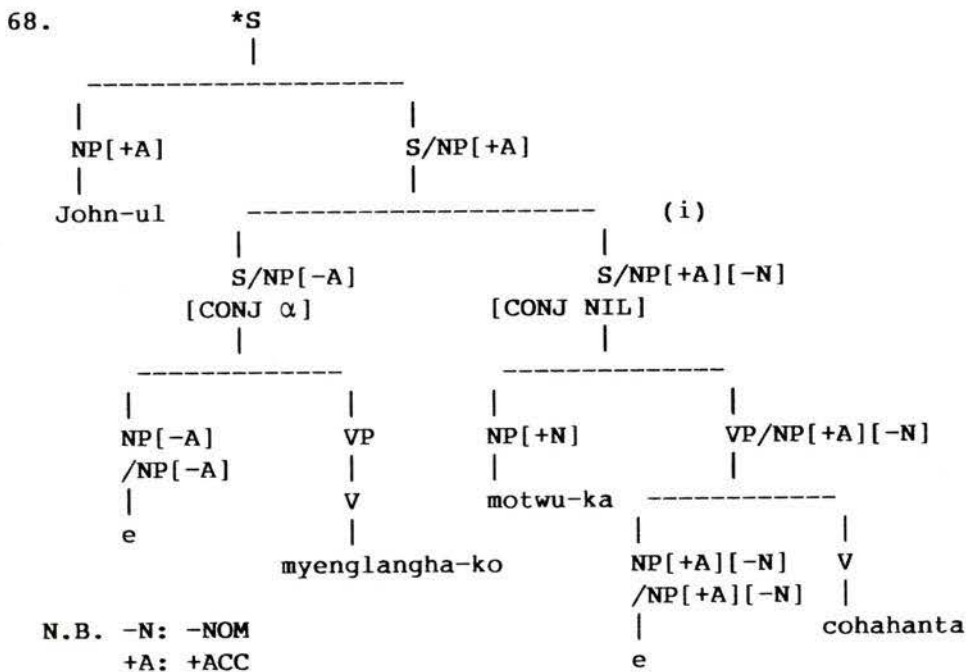 68. *S
NP[+A] S/NP[+A]
John-ul (i)
S/NP[-A] S/NP[+A][-N]
[CONJ α] [CONJ NIL]
NP[-A] VP NP[+N] VP/NP[+A][-N]
/NP[-A]
V motwu-ka
e
myenglangha-ko NP[+A][-N] V
/NP[+A][-N]
N.B. -N: -NOM cohahanta
+A: +ACC e